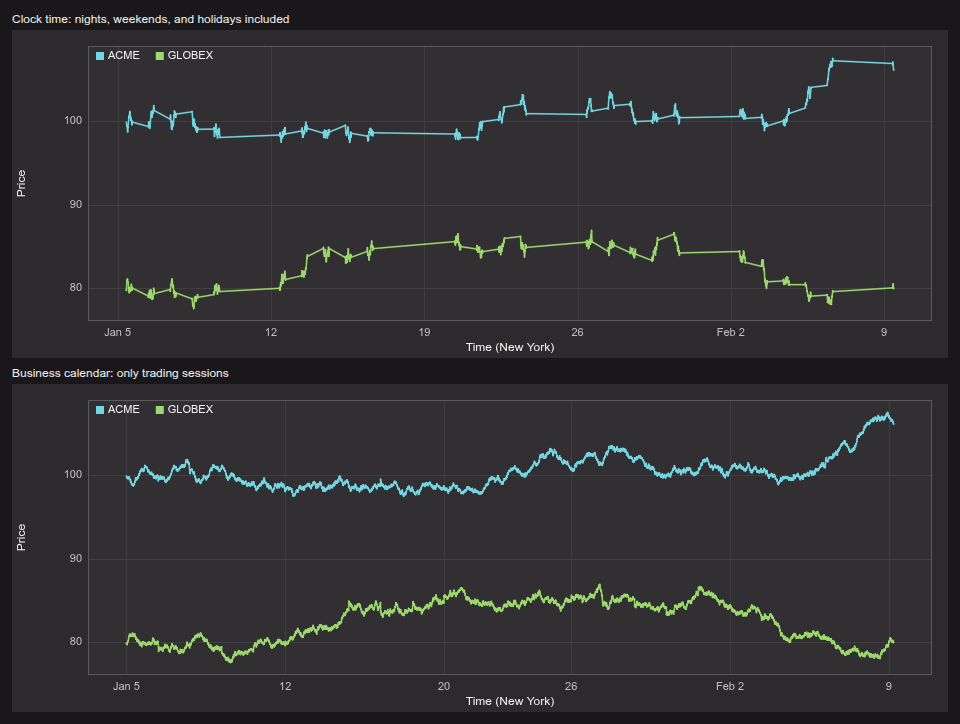 Clock time: nights, weekends, and holidays included
ACME GLOBEX
100
90
80
Price
Jan 5 12 19 26 Feb 2 9
Time (New York)
Business calendar: only trading sessions
ACME GLOBEX
100
90
80
Price
Jan 5 12 20 26 Feb 2 9
Time (New York)